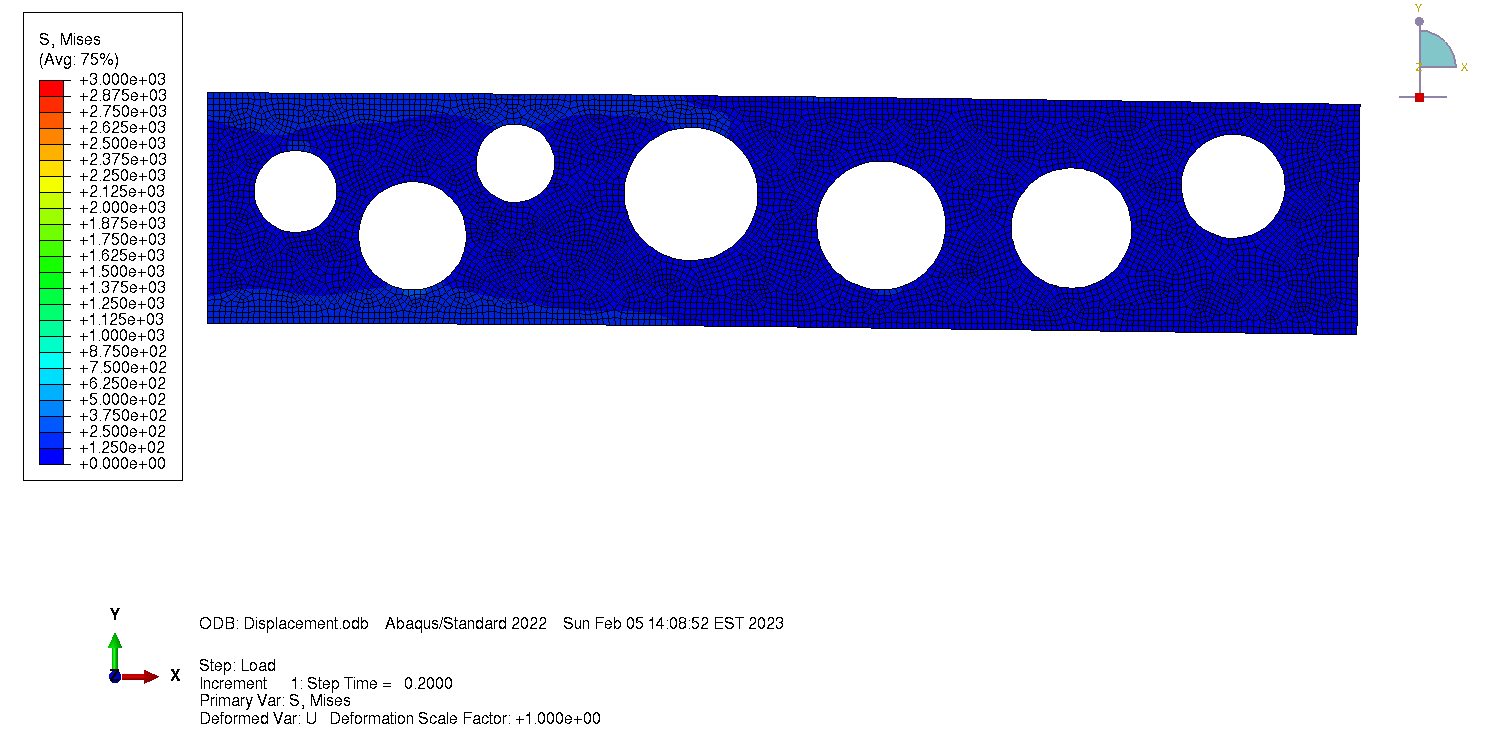 S, Mises
(Avg: 75%)
+3.000e+03
+2.875e+03
+2.750e+03
+2.625e+03
+2.500e+03
+2.375e+03
+2.250e+03
+2.125e+03
+2.000e+03
+1.875e+03
+1.750e+03
+1.625e+03
+1.500e+03
+1.375e+03
+1.250e+03
+1.125e+03
+1.000e+03
+8.750e+02
+7.500e+02
+6.250e+02
+5.000e+02
+3.750e+02
+2.500e+02
+1.250e+02
+0.000e+00
Y
Z X
Y
Z X
ODB: Displacement.odb Abaqus/Standard 2022 Sun Feb 05 14:08:52 EST 2023
Step: Load
Increment 1: Step Time = 0.2000
Primary Var: S, Mises
Deformed Var: U Deformation Scale Factor: +1.000e+00